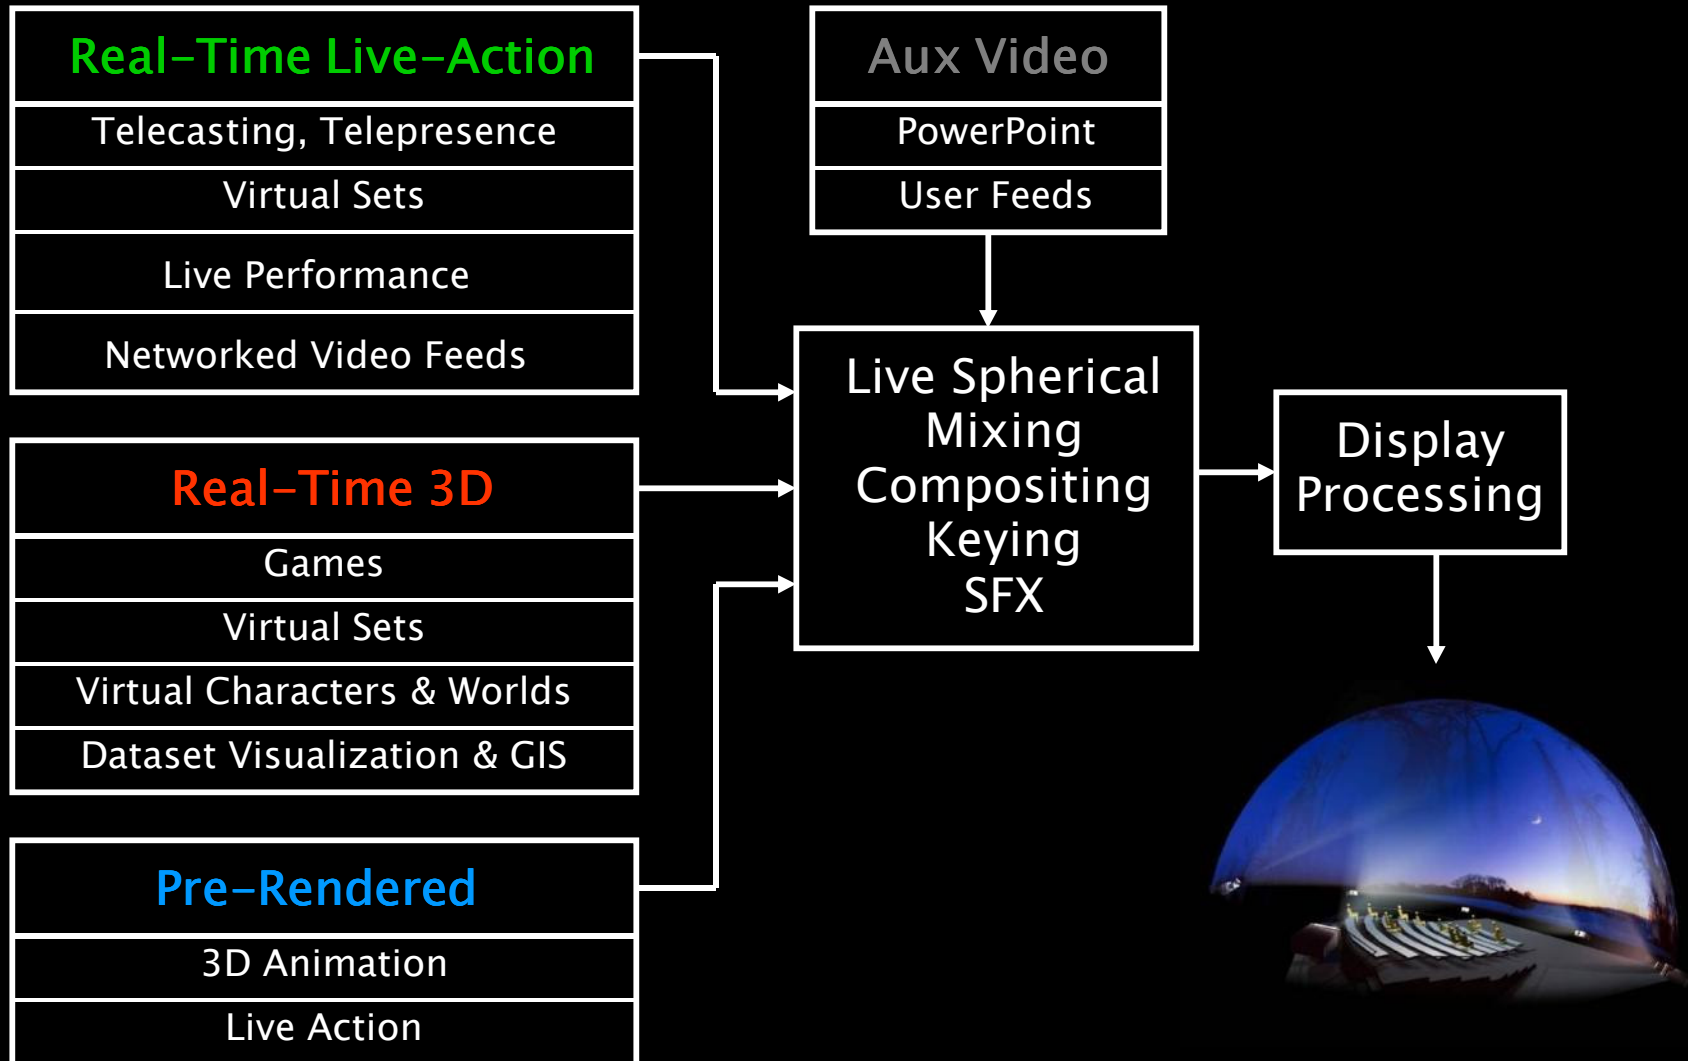 Real-Time Live-Action
Telecasting, Telepresence
Virtual Sets
Live Performance
Networked Video Feeds
Aux Video
PowerPoint
User Feeds
Real-Time 3D
Games
Virtual Sets
Virtual Characters & Worlds
Dataset Visualization & GIS
Pre-Rendered
3D Animation
Live Action
Live Spherical
Mixing
Compositing
Keying
SFX
Display
Processing